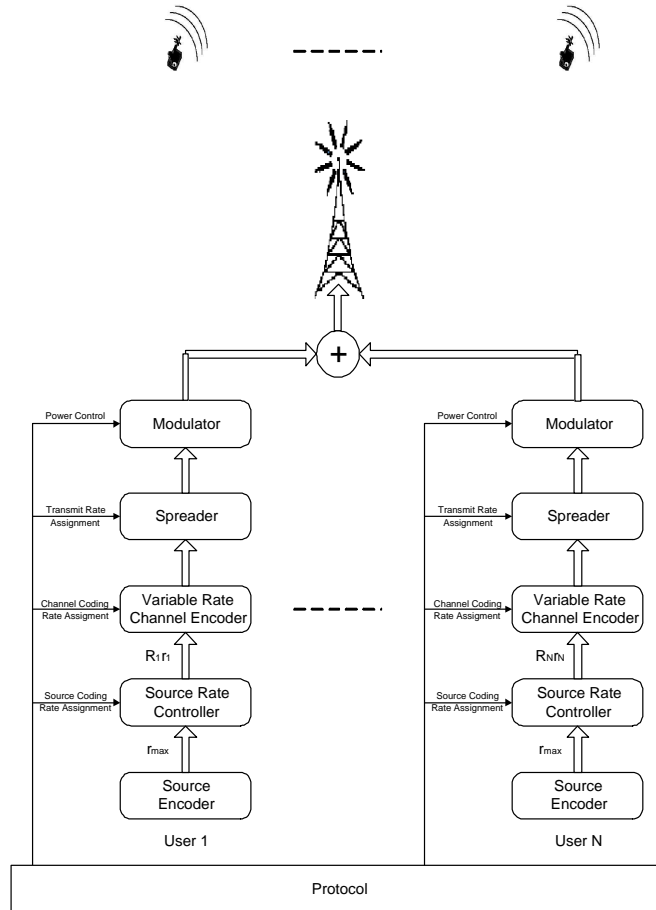 +
Power Control
Modulator
Power Control
Modulator
Transmit Rate
Assignment
Spreader
Transmit Rate
Assignment
Spreader
Channel Coding
Rate Assigment
Variable Rate
Channel Encoder
Channel Coding
Rate Assigment
Variable Rate
Channel Encoder
R1r1
RNrN
Source Coding
Rate Assignment
Source Rate
Controller
Source Coding
Rate Assignment
Source Rate
Controller
rmax
rmax
Source
Encoder
Source
Encoder
User 1
User N
Protocol